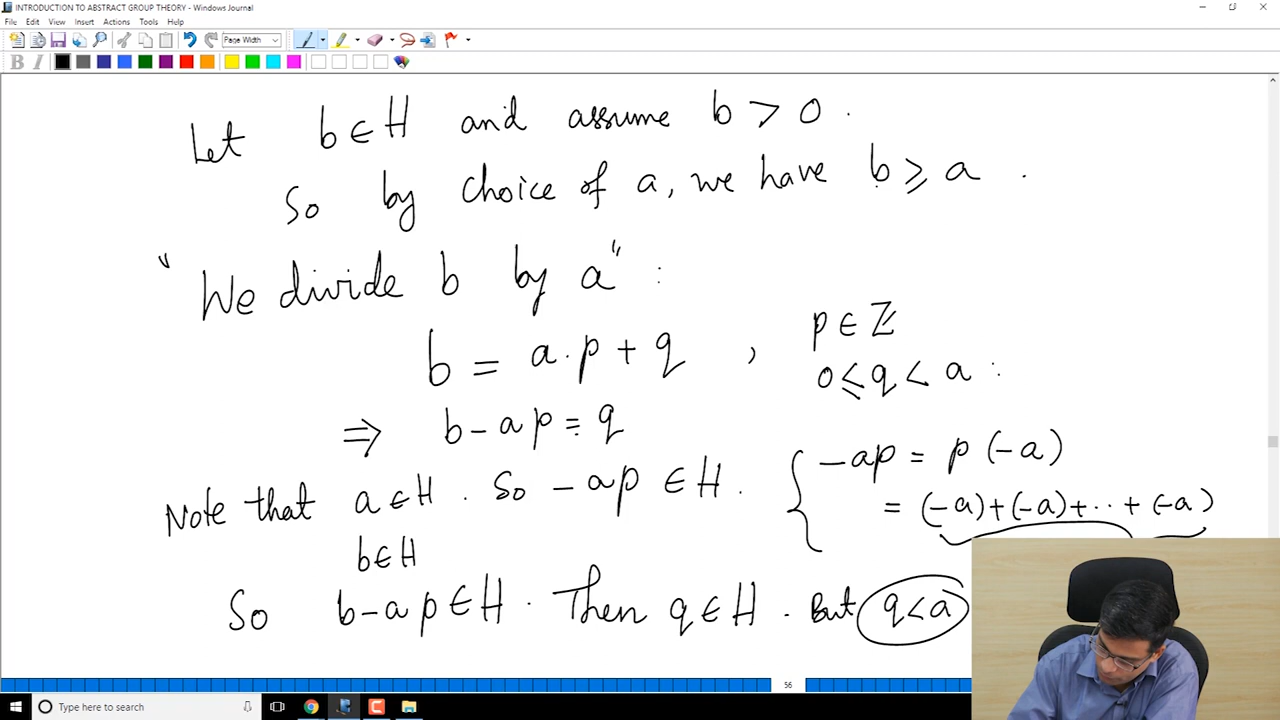 INTRODUCTION TO ABSTRACT GROUP THEORY - Windows Journal
File Edit View Insert Actions Tools Help
Page Width
B I
Let b ∈ H and assume b > 0 .
So by choice of a, we have b ⩾ a .
"We divide b by a" :
b = a·p + q , p ∈ ℤ
0 ≤ q < a :
⇒ b - ap = q
-ap = p (-a)
Note that a ∈ H . So -ap ∈ H .
= (-a)+(-a)+··+ (-a)
b ∈ H
So b-ap ∈ H · Then q ∈ H . But q < a
56
Type here to search